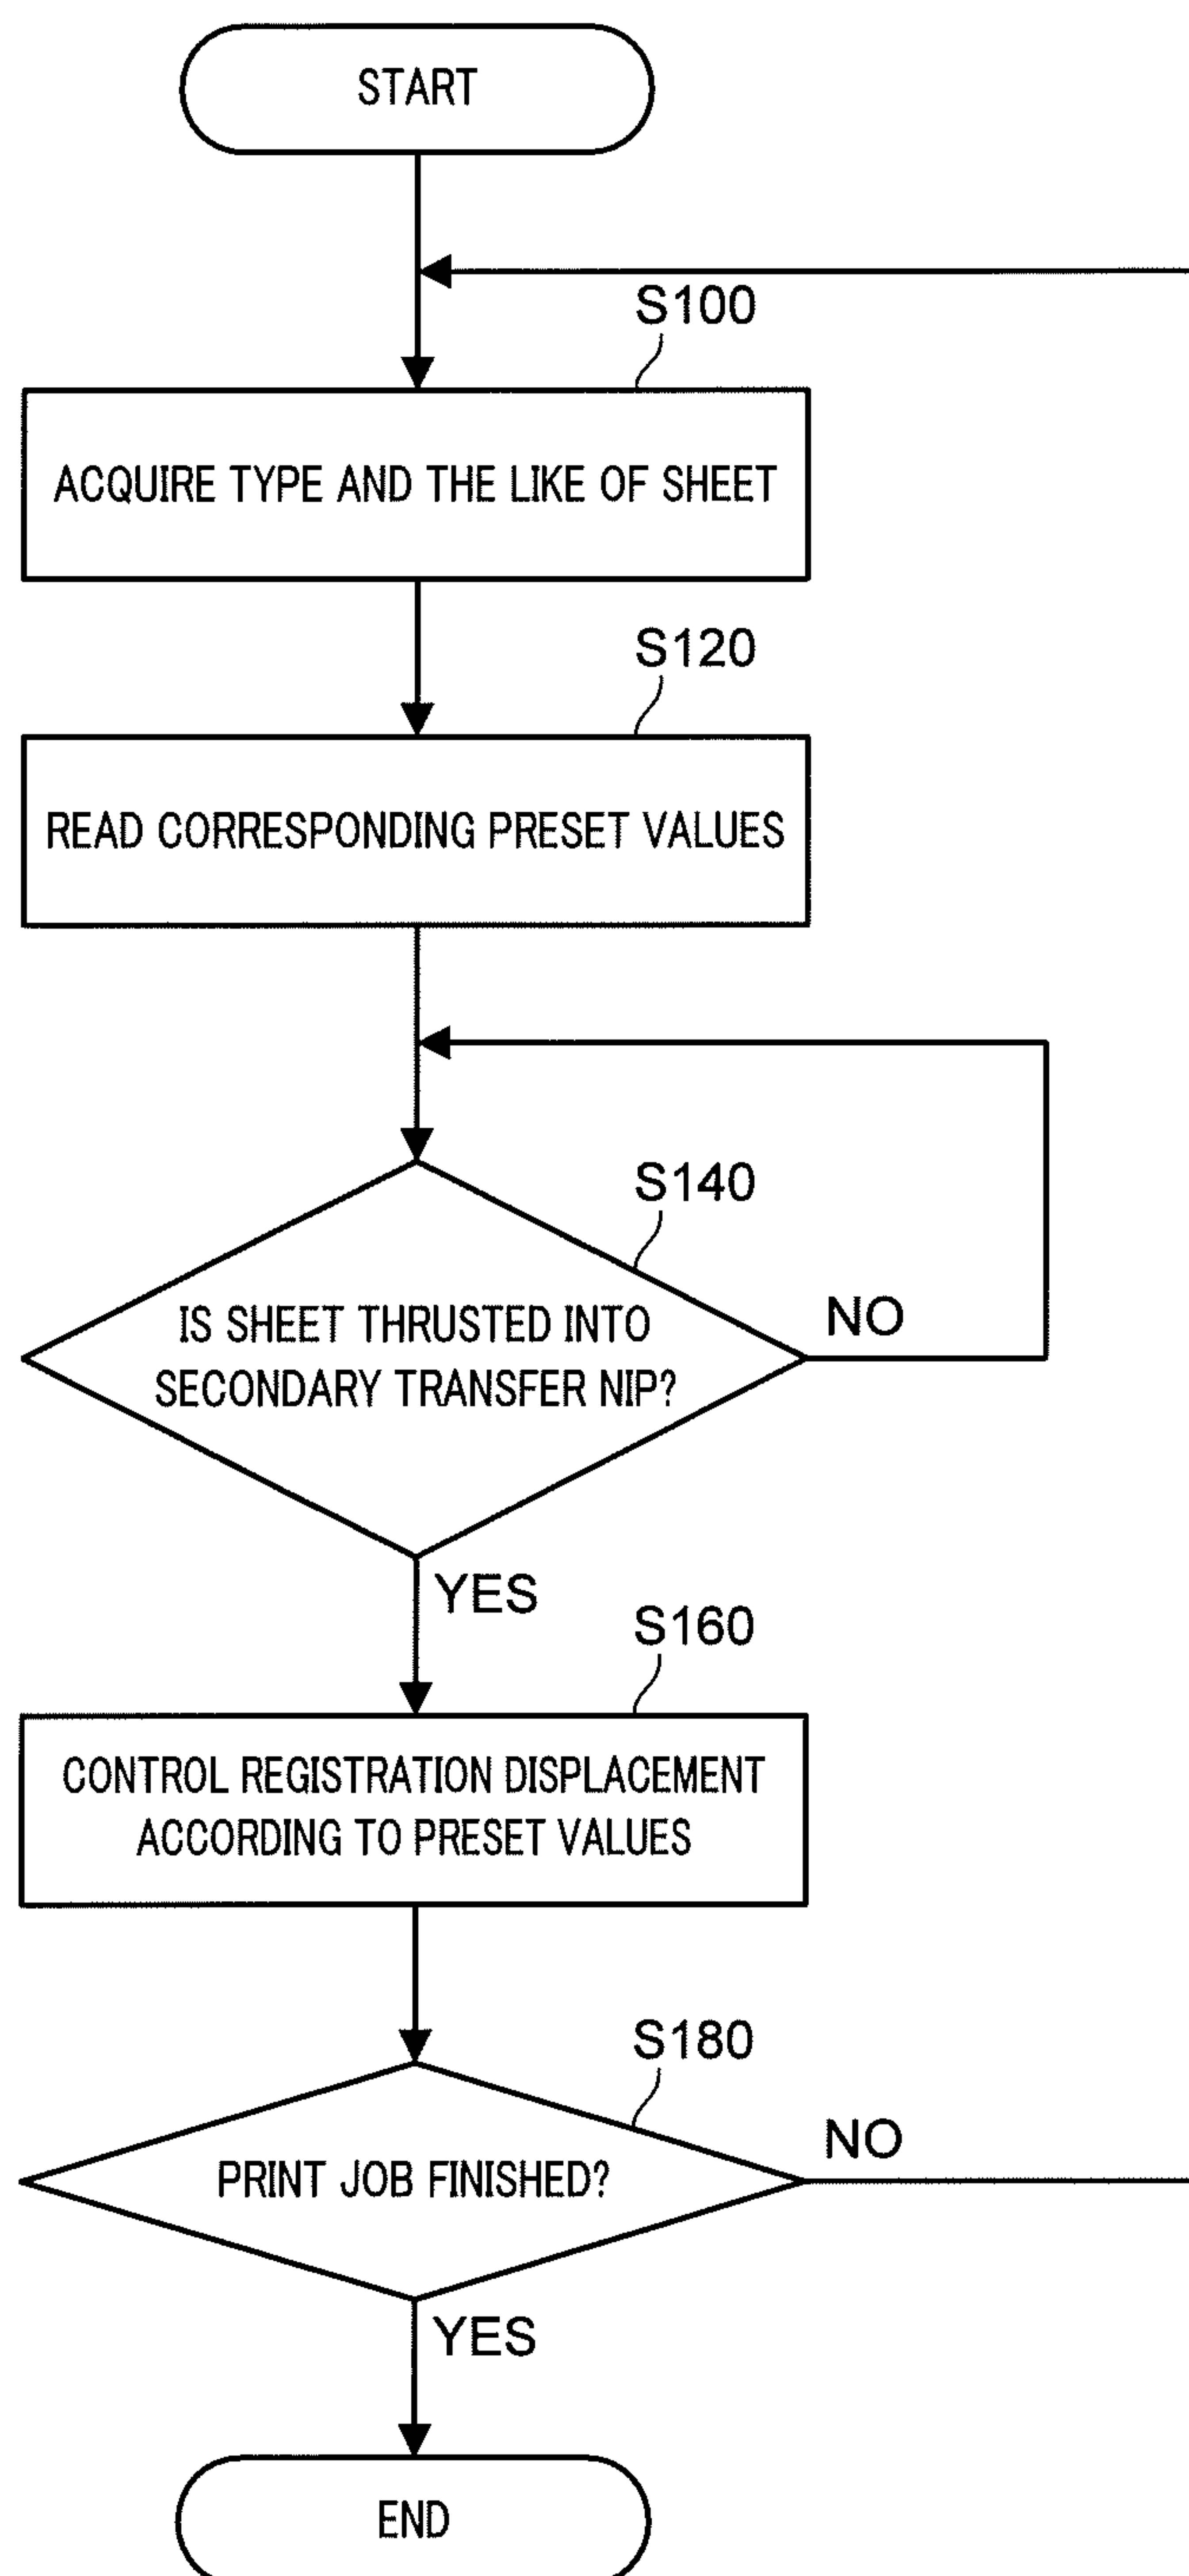 START
S100
ACQUIRE TYPE AND THE LIKE OF SHEET
S120
READ CORRESPONDING PRESET VALUES
S140
IS SHEET THRUSTED INTO
SECONDARY TRANSFER NIP?
NO
YES
S160
CONTROL REGISTRATION DISPLACEMENT
ACCORDING TO PRESET VALUES
S180
PRINT JOB FINISHED?
NO
YES
END